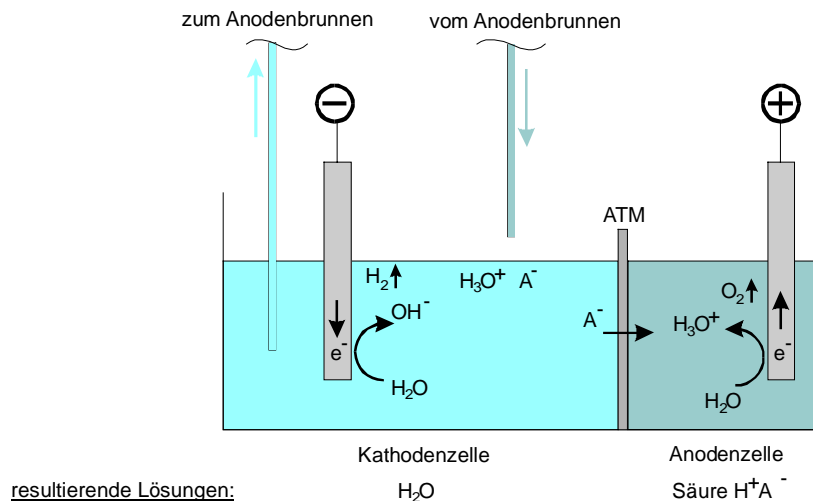 zum Anodenbrunnen
vom Anodenbrunnen
−
+
ATM
H₂
H₃O⁺ A⁻
O₂
OH⁻
A⁻
H₃O⁺
e⁻
e⁻
H₂O
H₂O
Kathodenzelle
Anodenzelle
resultierende Lösungen:
H₂O
Säure H⁺A⁻